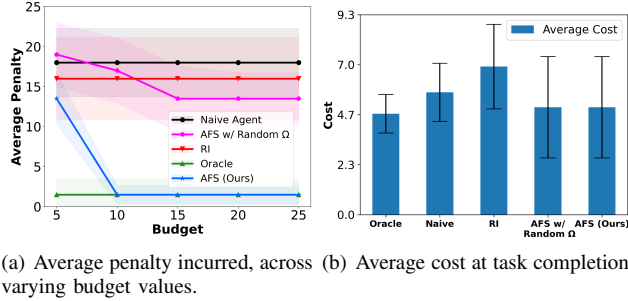 25
20
15
10
5
0
Average Penalty
Naive Agent
AFS w/ Random Ω
RI
Oracle
AFS (Ours)
5 10 15 20 25
Budget
9.3
7.0
4.7
2.3
0.0
Cost
Average Cost
Oracle Naive RI AFS w/ AFS (Ours)
Random Ω
(a) Average penalty incurred, across
varying budget values.
(b) Average cost at task completion